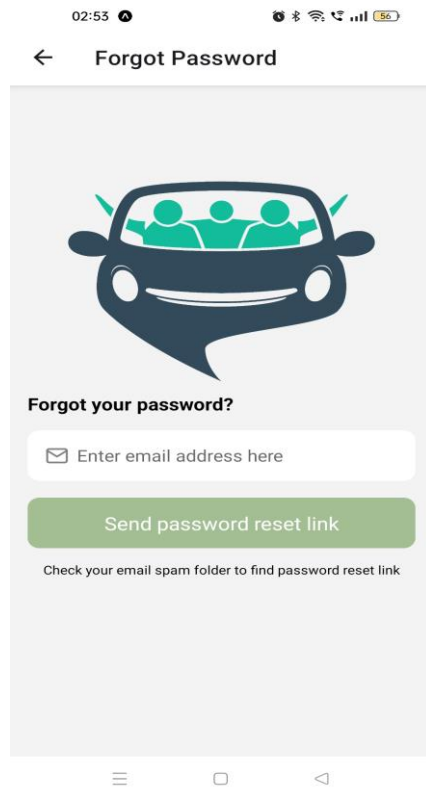 02:53
56
Forgot Password
Forgot your password?
Enter email address here
Send password reset link
Check your email spam folder to find password reset link